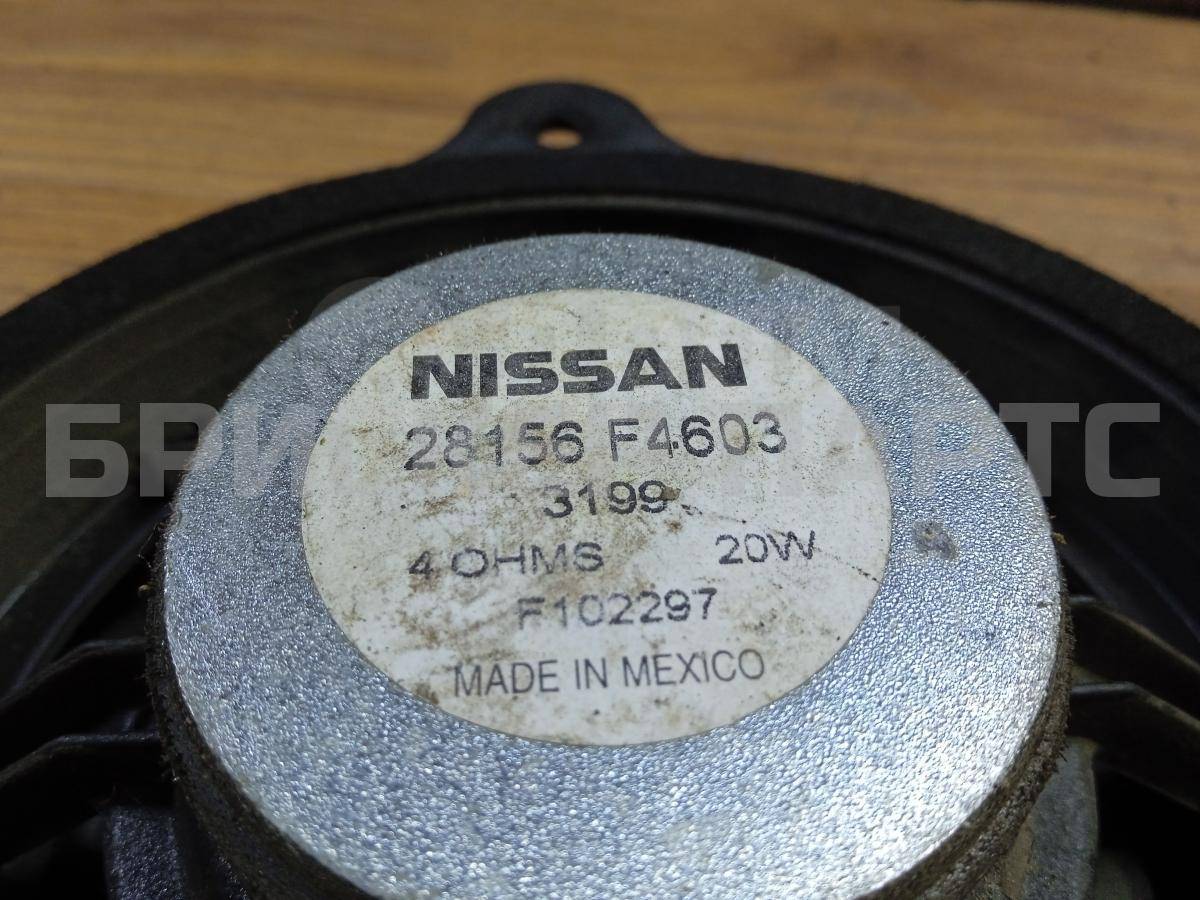 NISSAN
28156 F4603
3199
4 OHMS 20W
F102297
MADE IN MEXICO